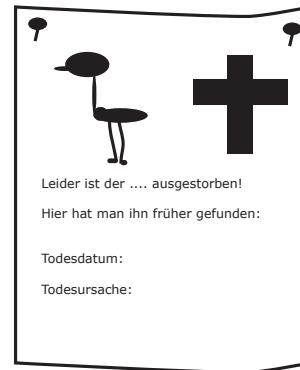 Leider ist der .... ausgestorben!
Hier hat man ihn früher gefunden:
Todesdatum:
Todesursache: